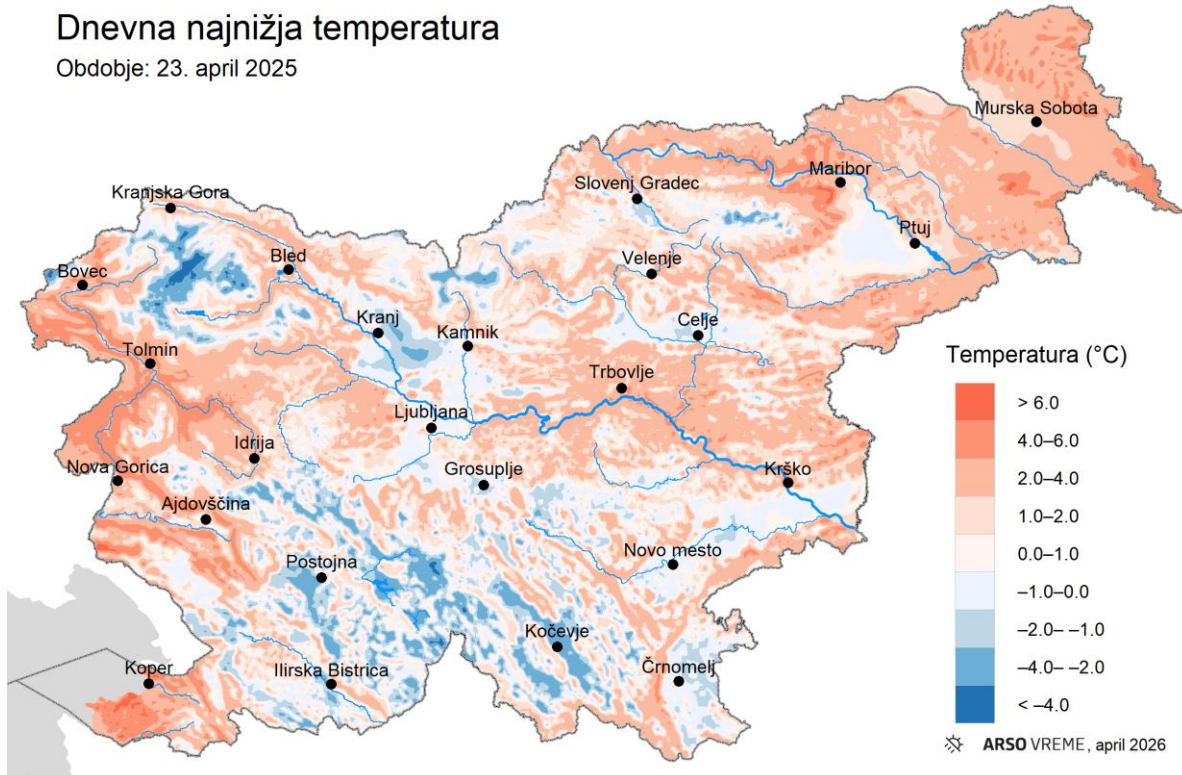 Dnevna najnižja temperatura
Obdobje: 23. april 2025
Murska Sobota
Maribor
Slovenj Gradec
Kranjska Gora
Ptuj
Bled
Velenje
Bovec
Kranj
Kamnik
Celje
Tolmin
Trbovlje
Ljubljana
Idrija
Nova Gorica
Grosuplje
Krško
Ajdovščina
Postojna
Novo mesto
Kočevje
Koper
Ilirska Bistrica
Črnomelj
Temperatura (°C)
> 6.0
4.0–6.0
2.0–4.0
1.0–2.0
0.0–1.0
–1.0–0.0
–2.0– –1.0
–4.0– –2.0
< –4.0
ARSO VREME, april 2026